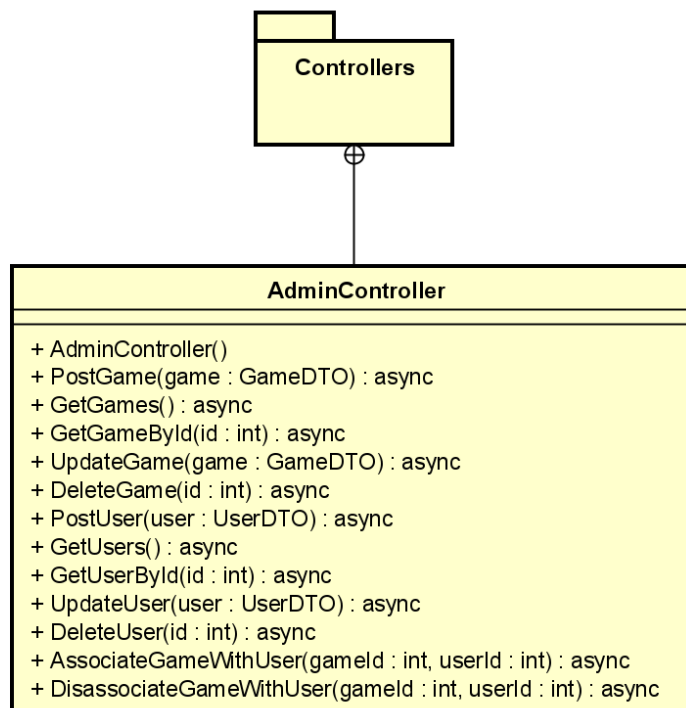 Controllers
AdminController
+ AdminController()
+ PostGame(game : GameDTO) : async
+ GetGames() : async
+ GetGameById(id : int) : async
+ UpdateGame(game : GameDTO) : async
+ DeleteGame(id : int) : async
+ PostUser(user : UserDTO) : async
+ GetUsers() : async
+ GetUserById(id : int) : async
+ UpdateUser(user : UserDTO) : async
+ DeleteUser(id : int) : async
+ AssociateGameWithUser(gameId : int, userId : int) : async
+ DisassociateGameWithUser(gameId : int, userId : int) : async